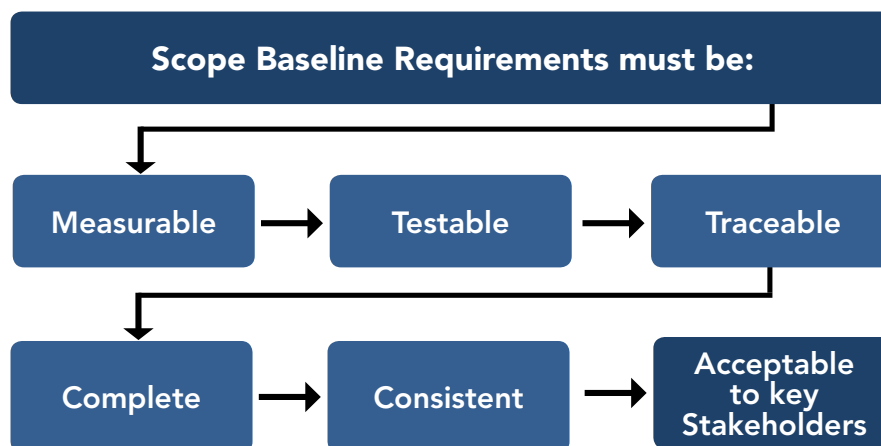 Scope Baseline Requirements must be:
Measurable
Testable
Traceable
Complete
Consistent
Acceptable
to key
Stakeholders